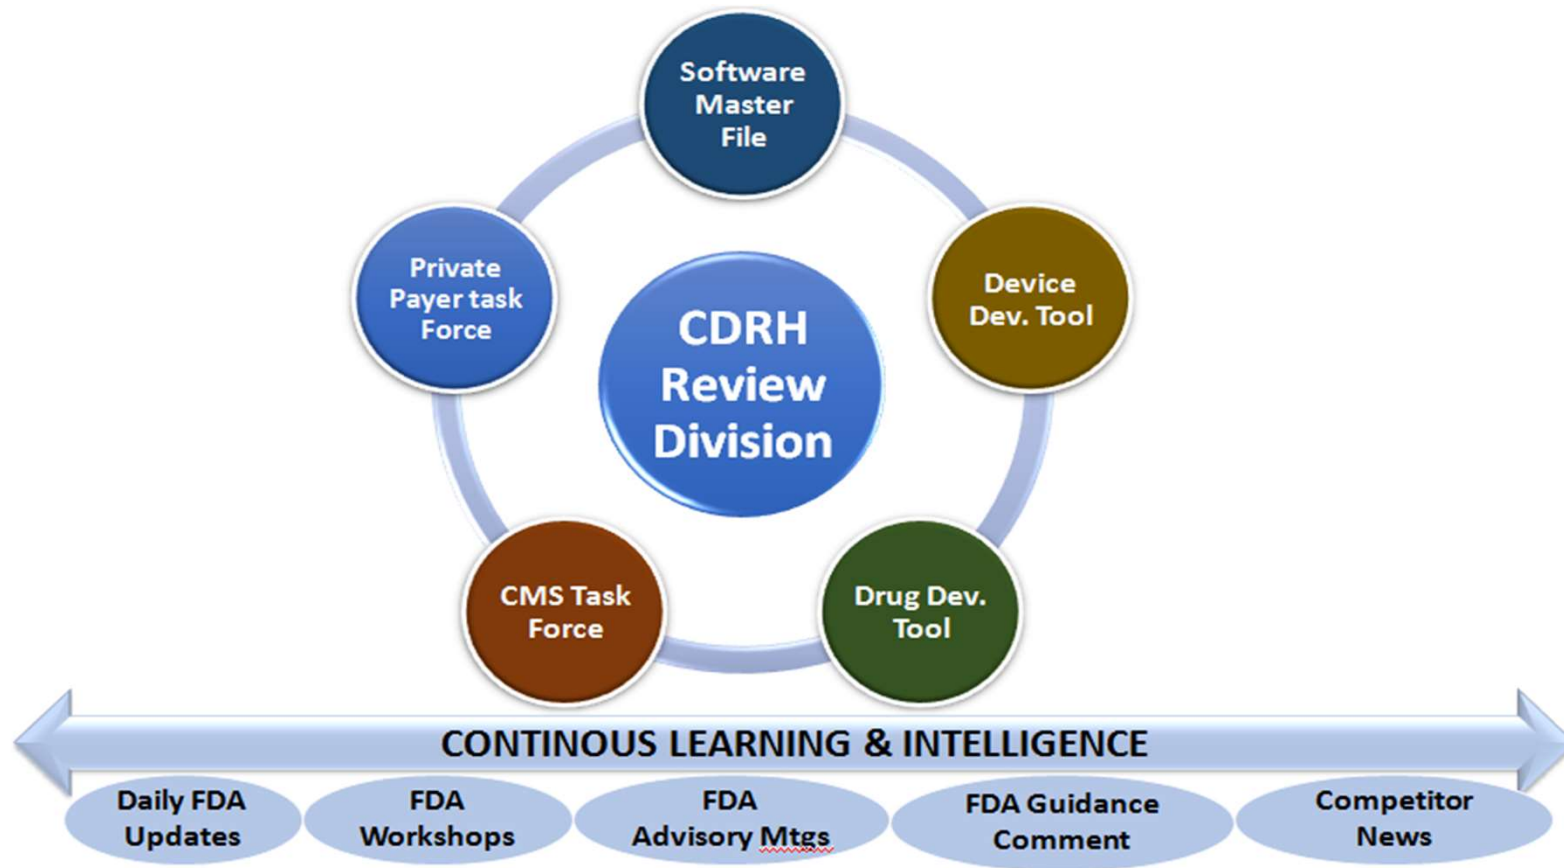 Software
Master
File
Private
Payer task
Force
Device
Dev. Tool
CDRH
Review
Division
CMS Task
Force
Drug Dev.
Tool
CONTINOUS LEARNING & INTELLIGENCE
Daily FDA
Updates
FDA
Workshops
FDA
Advisory Mtgs
FDA Guidance
Comment
Competitor
News